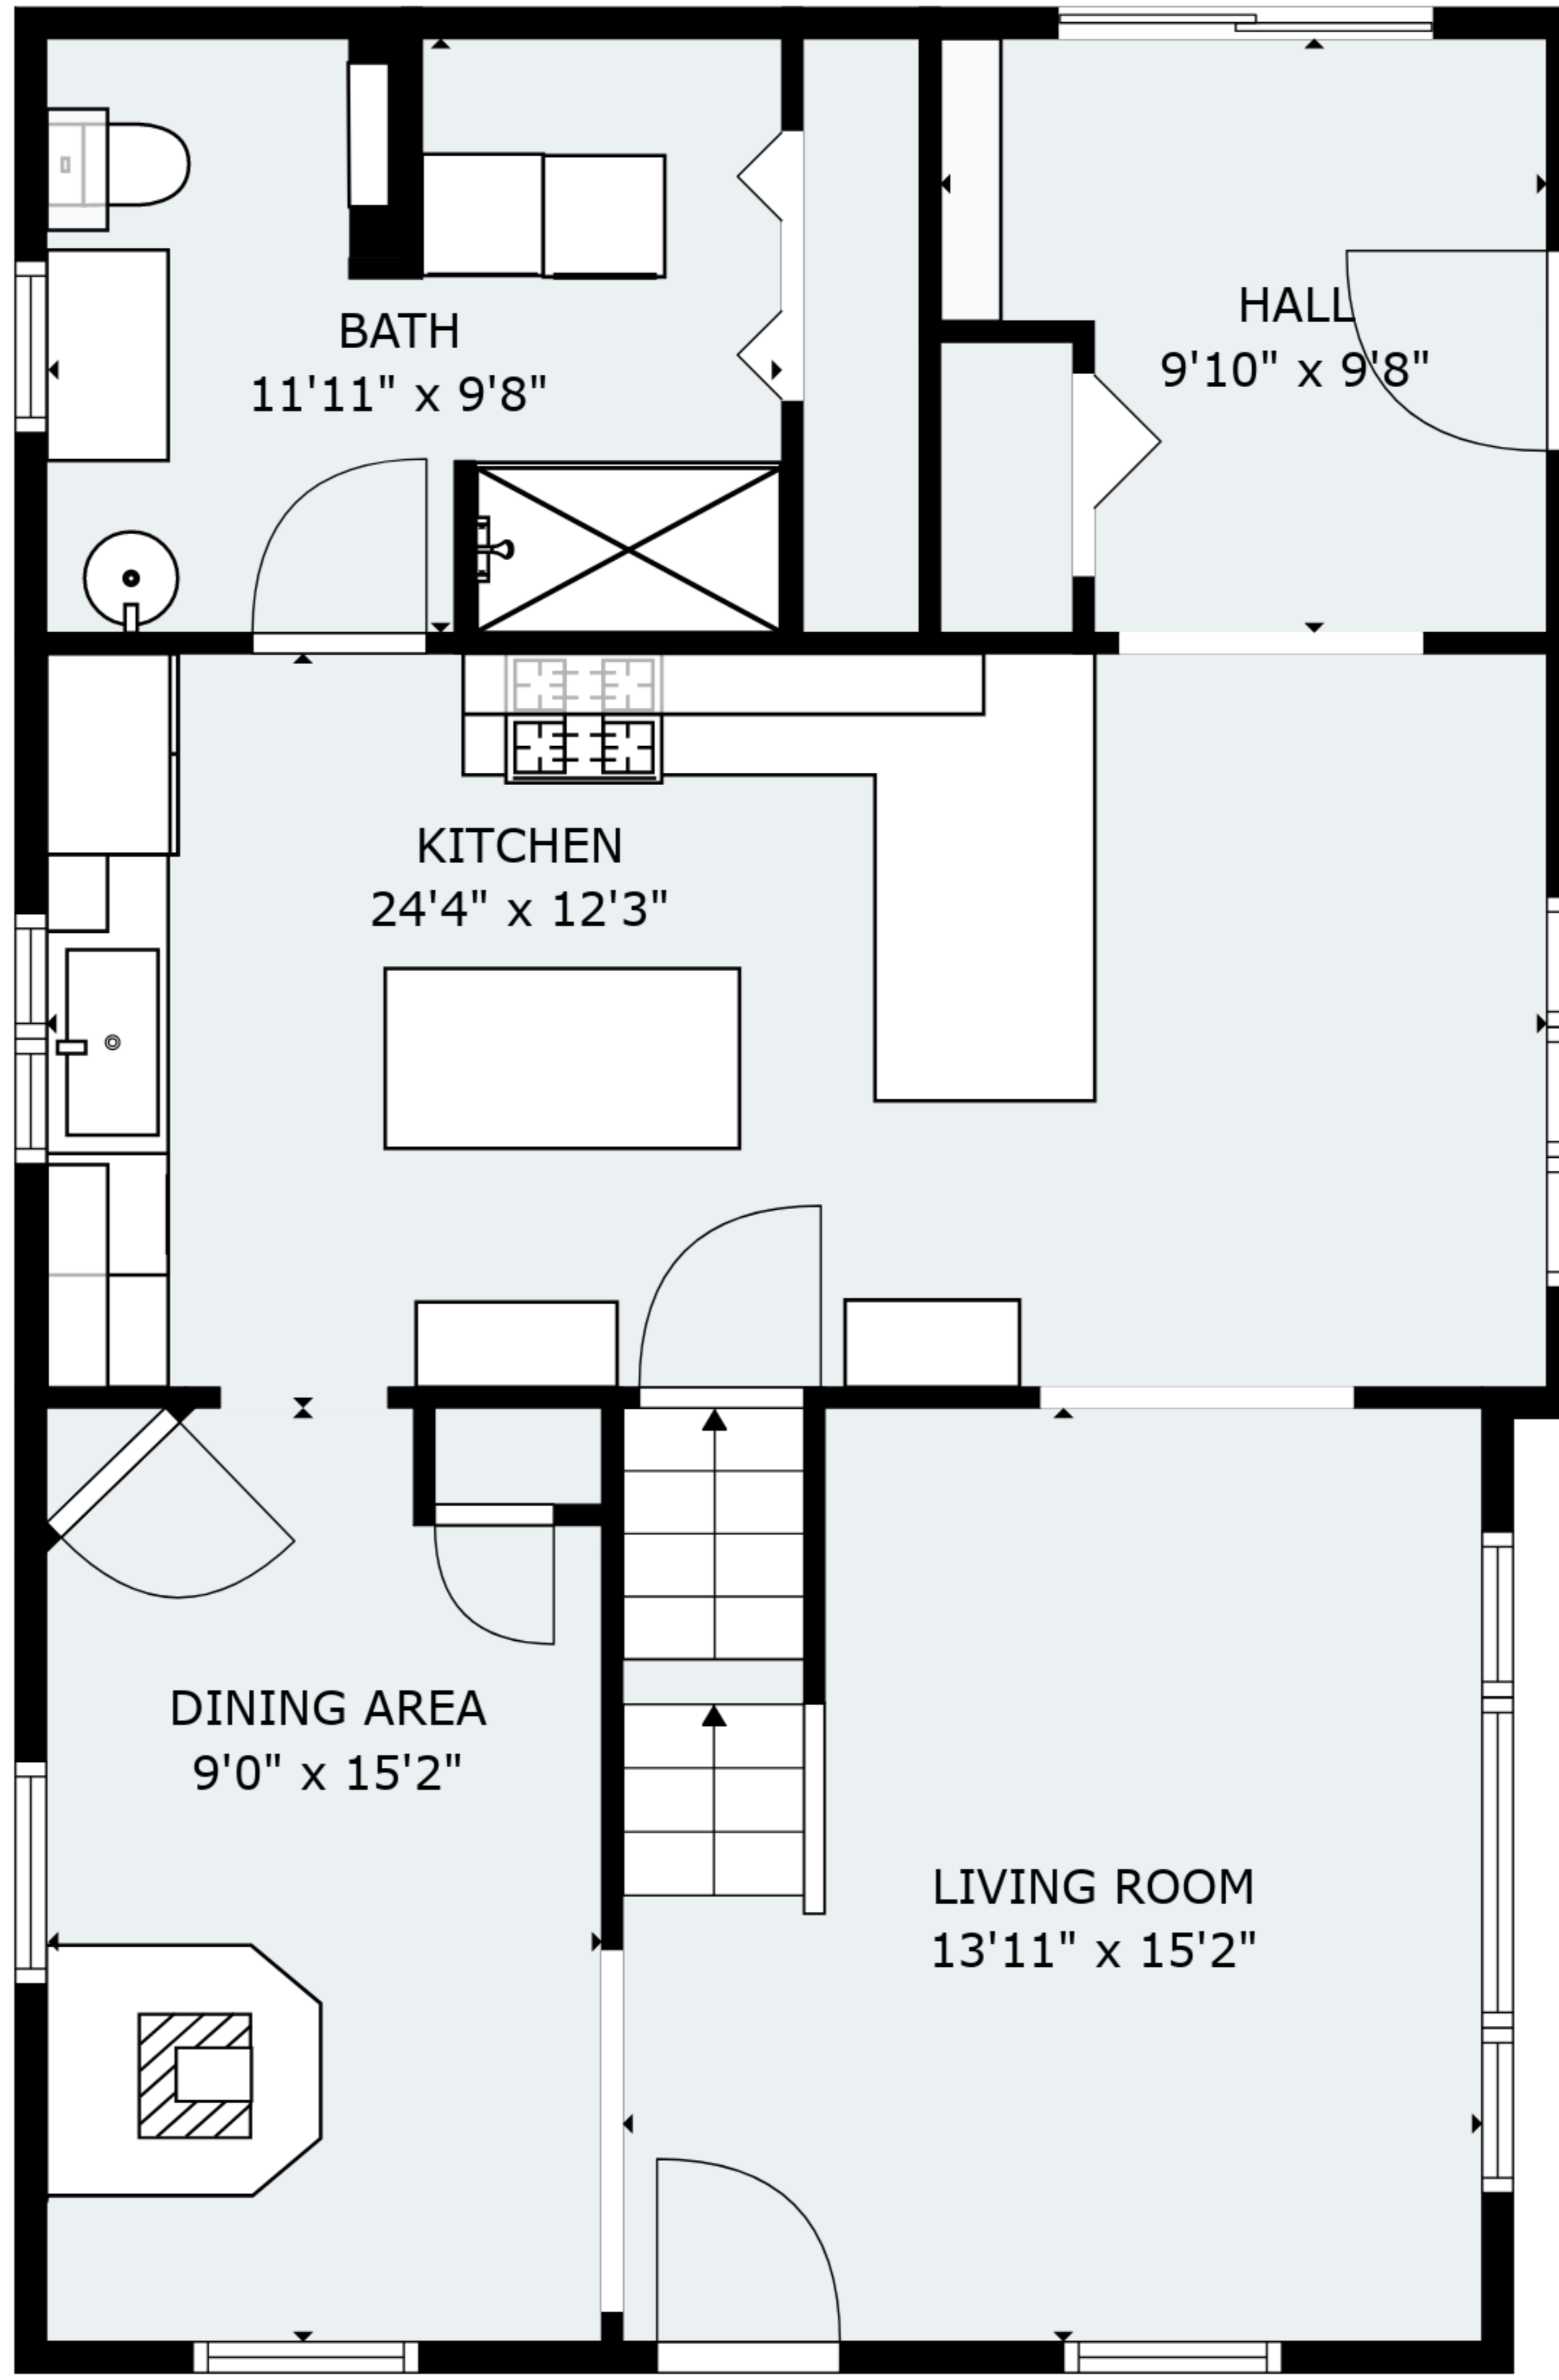 BATH
11'11" x 9'8"
HALL
9'10" x 9'8"
KITCHEN
24'4" x 12'3"
DINING AREA
9'0" x 15'2"
LIVING ROOM
13'11" x 15'2"